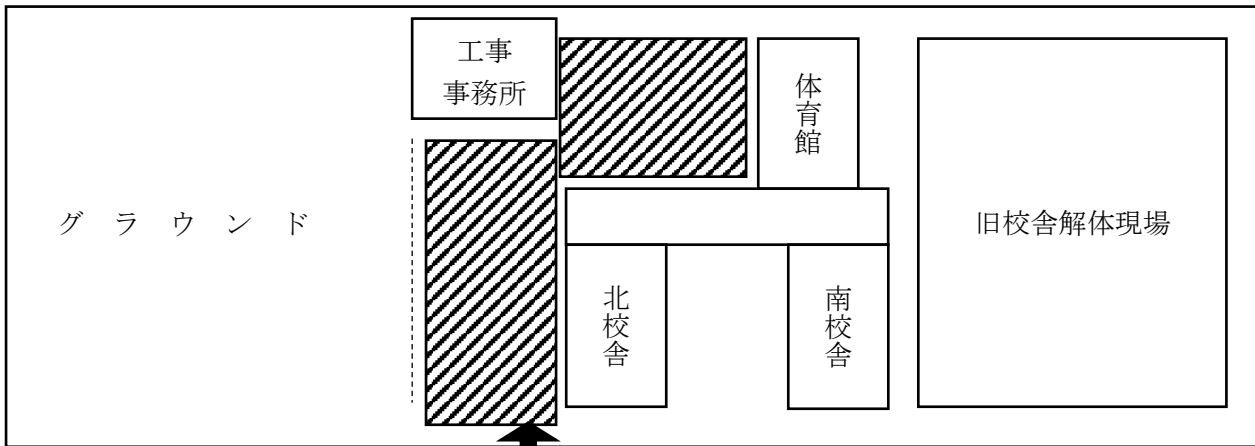 工事
事務所
体育館
グラウンド
旧校舎解体現場
北校舎
南校舎